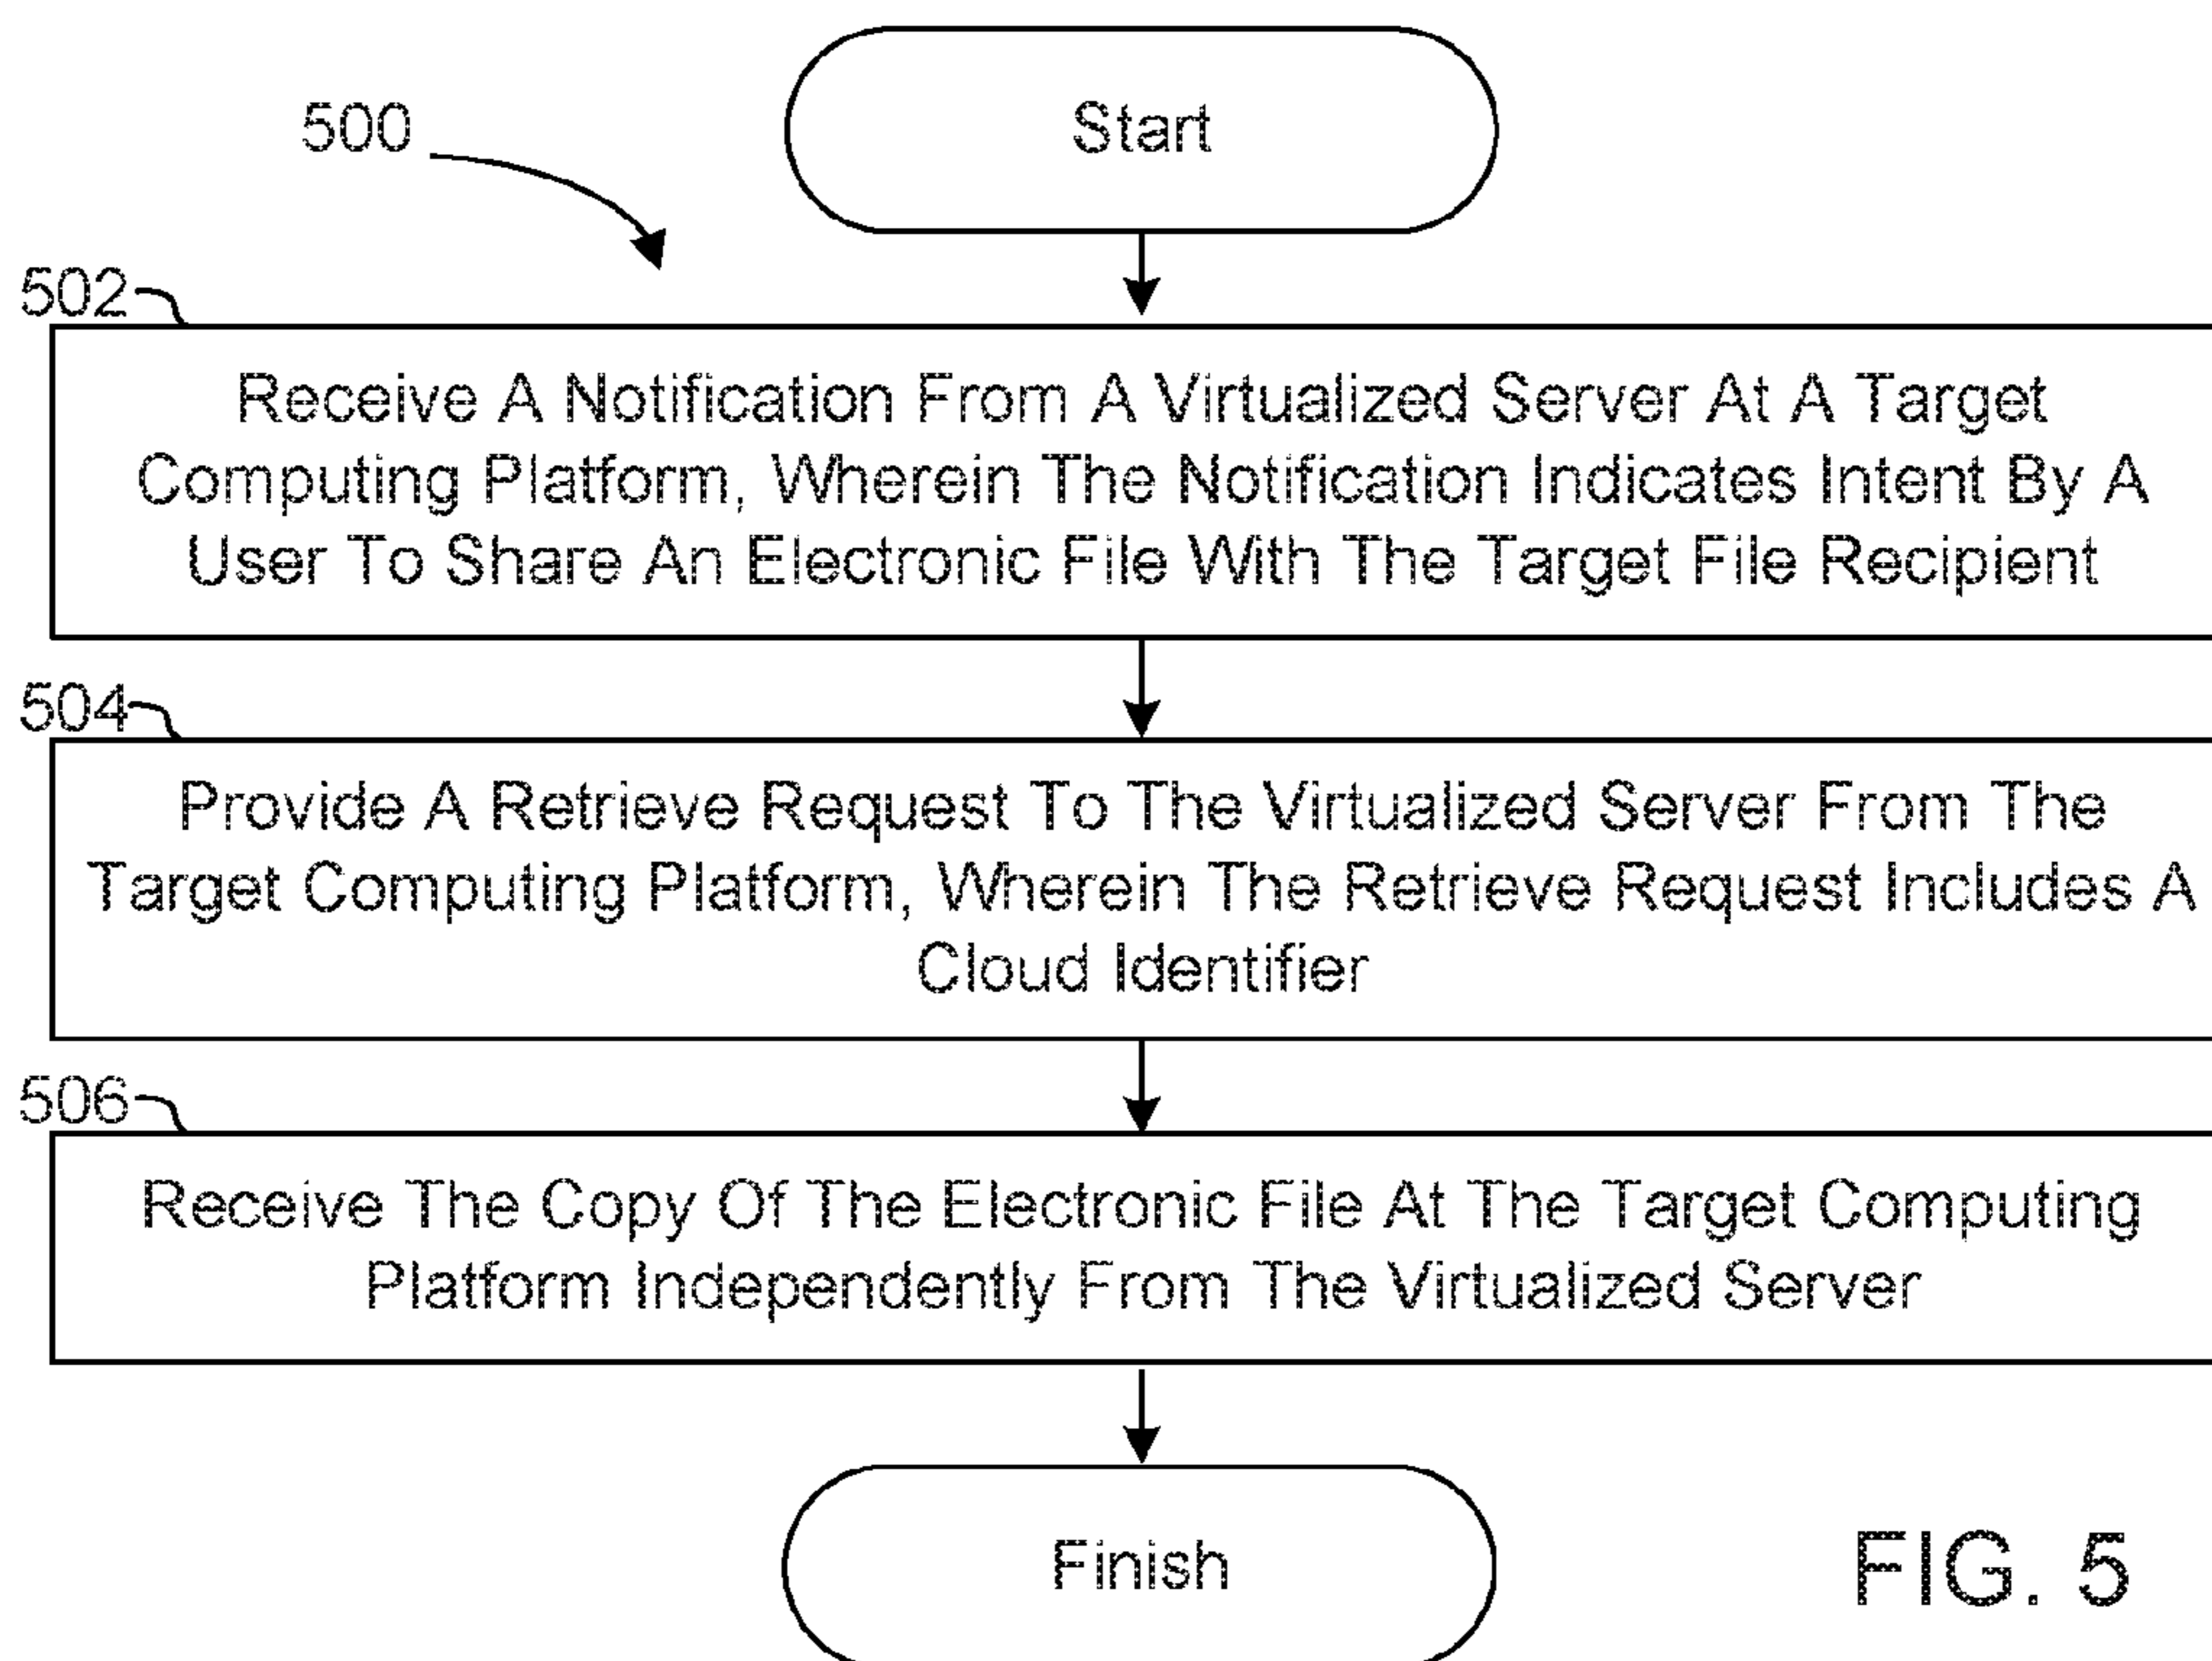 Start
500
502
Receive A Notification From A Virtualized Server At A Target
Computing Platform, Wherein The Notification Indicates Intent By A
User To Share An Electronic File With The Target File Recipient
504
Provide A Retrieve Request To The Virtualized Server From The
Target Computing Platform, Wherein The Retrieve Request Includes A
Cloud Identifier
506
Receive The Copy Of The Electronic File At The Target Computing
Platform Independently From The Virtualized Server
Finish
FIG. 5